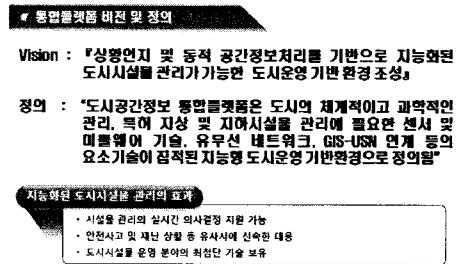 통합플랫폼 비전 및 정의
Vision : 『상황인지 및 동적 공간정보처리를 기반으로 지능화된
도시시설물 관리가 가능한 도시운영 기반 환경 조성』
정의 : "도시공간정보 통합플랫폼은 도시의 체계적이고 과학적인
관리, 특히 지상 및 지하시설물 관리에 필요한 센서 및
미들웨어 기술, 유무선 네트워크, GIS-USN 연계 등의
요소기술이 집적된 지능형 도시운영기반환경으로 정의됨"
지능화된 도시시설물 관리의 효과
· 시설물 관리의 실시간 의사결정 지원 가능
· 안전사고 및 재난 상황 등 유사시에 신속한 대응
· 도시시설물 운영 분야의 최첨단 기술 보유